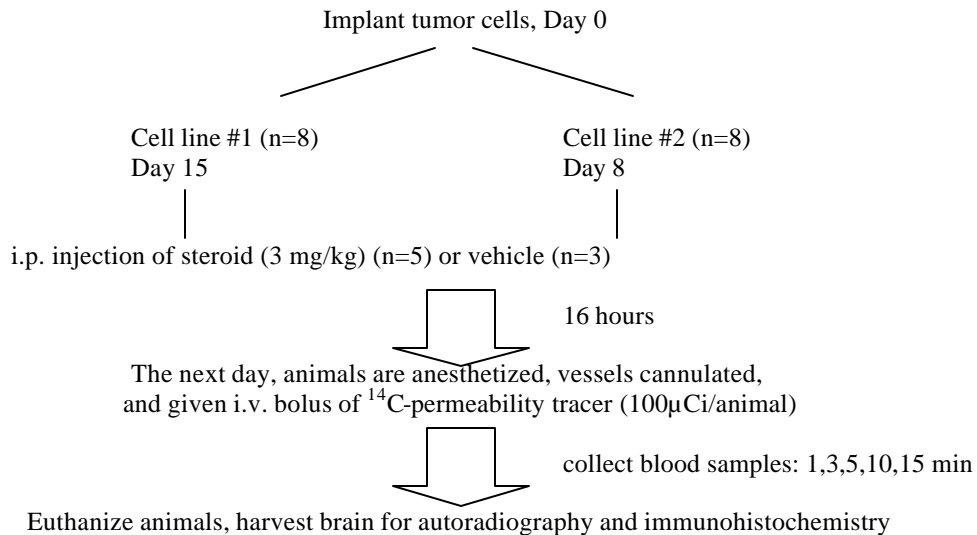 Implant tumor cells, Day 0
Cell line #1 (n=8)
Day 15
Cell line #2 (n=8)
Day 8
i.p. injection of steroid (3 mg/kg) (n=5) or vehicle (n=3)
16 hours
The next day, animals are anesthetized, vessels cannulated,
and given i.v. bolus of ¹⁴C-permeability tracer (100µCi/animal)
collect blood samples: 1,3,5,10,15 min
Euthanize animals, harvest brain for autoradiography and immunohistochemistry